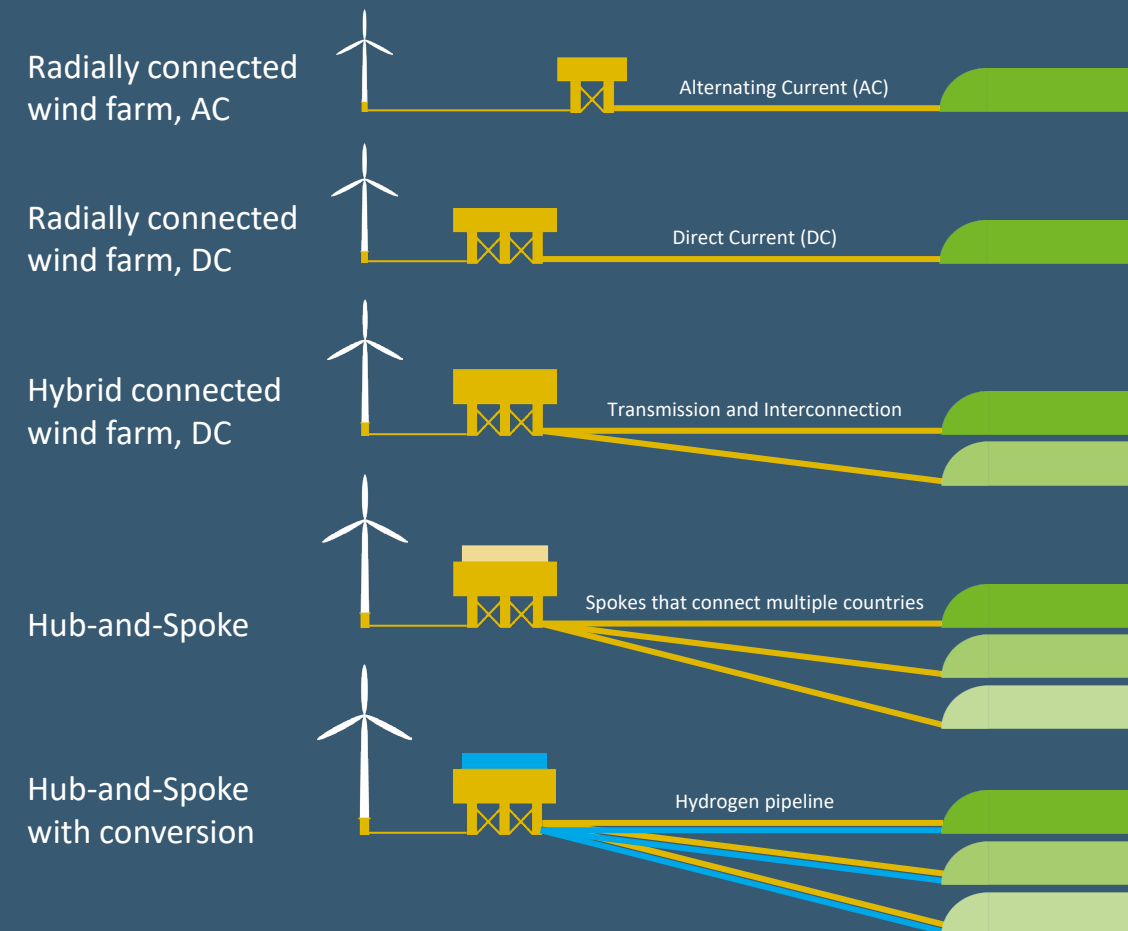 Radially connected
wind farm, AC
Alternating Current (AC)
Radially connected
wind farm, DC
Direct Current (DC)
Hybrid connected
wind farm, DC
Transmission and Interconnection
Hub-and-Spoke
Spokes that connect multiple countries
Hub-and-Spoke
with conversion
Hydrogen pipeline